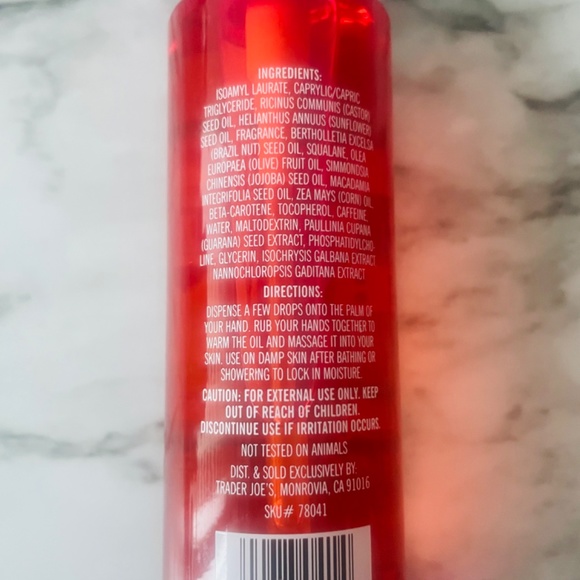 INGREDIENTS:
ISOAMYL LAURATE, CAPRYLIC/CAPRIC
TRIGLYCERIDE, RICINUS COMMUNIS (CASTOR)
SEED OIL, HELIANTHUS ANNUUS (SUNFLOWER)
SEED OIL, FRAGRANCE, BERTHOLLETIA EXCELSA
(BRAZIL NUT) SEED OIL, SQUALANE, OLEA
EUROPAEA (OLIVE) FRUIT OIL, SIMMONDSIA
CHINENSIS (JOJOBA) SEED OIL, MACADAMIA
INTEGRIFOLIA SEED OIL, ZEA MAYS (CORN) OIL,
BETA-CAROTENE, TOCOPHEROL, CAFFEINE,
WATER, MALTODEXTRIN, PAULLINIA CUPANA
(GUARANA) SEED EXTRACT, PHOSPHATIDYLCHO-
LINE, GLYCERIN, ISOCHRYSIS GALBANA EXTRACT
NANNOCHLOROPSIS GADITANA EXTRACT
DIRECTIONS:
DISPENSE A FEW DROPS ONTO THE PALM OF
YOUR HAND. RUB YOUR HANDS TOGETHER TO
WARM THE OIL AND MASSAGE IT INTO YOUR
SKIN. USE ON DAMP SKIN AFTER BATHING OR
SHOWERING TO LOCK IN MOISTURE.
CAUTION: FOR EXTERNAL USE ONLY. KEEP
OUT OF REACH OF CHILDREN.
DISCONTINUE USE IF IRRITATION OCCURS.
NOT TESTED ON ANIMALS
DIST. & SOLD EXCLUSIVELY BY:
TRADER JOE'S, MONROVIA, CA 91016
SKU# 78041